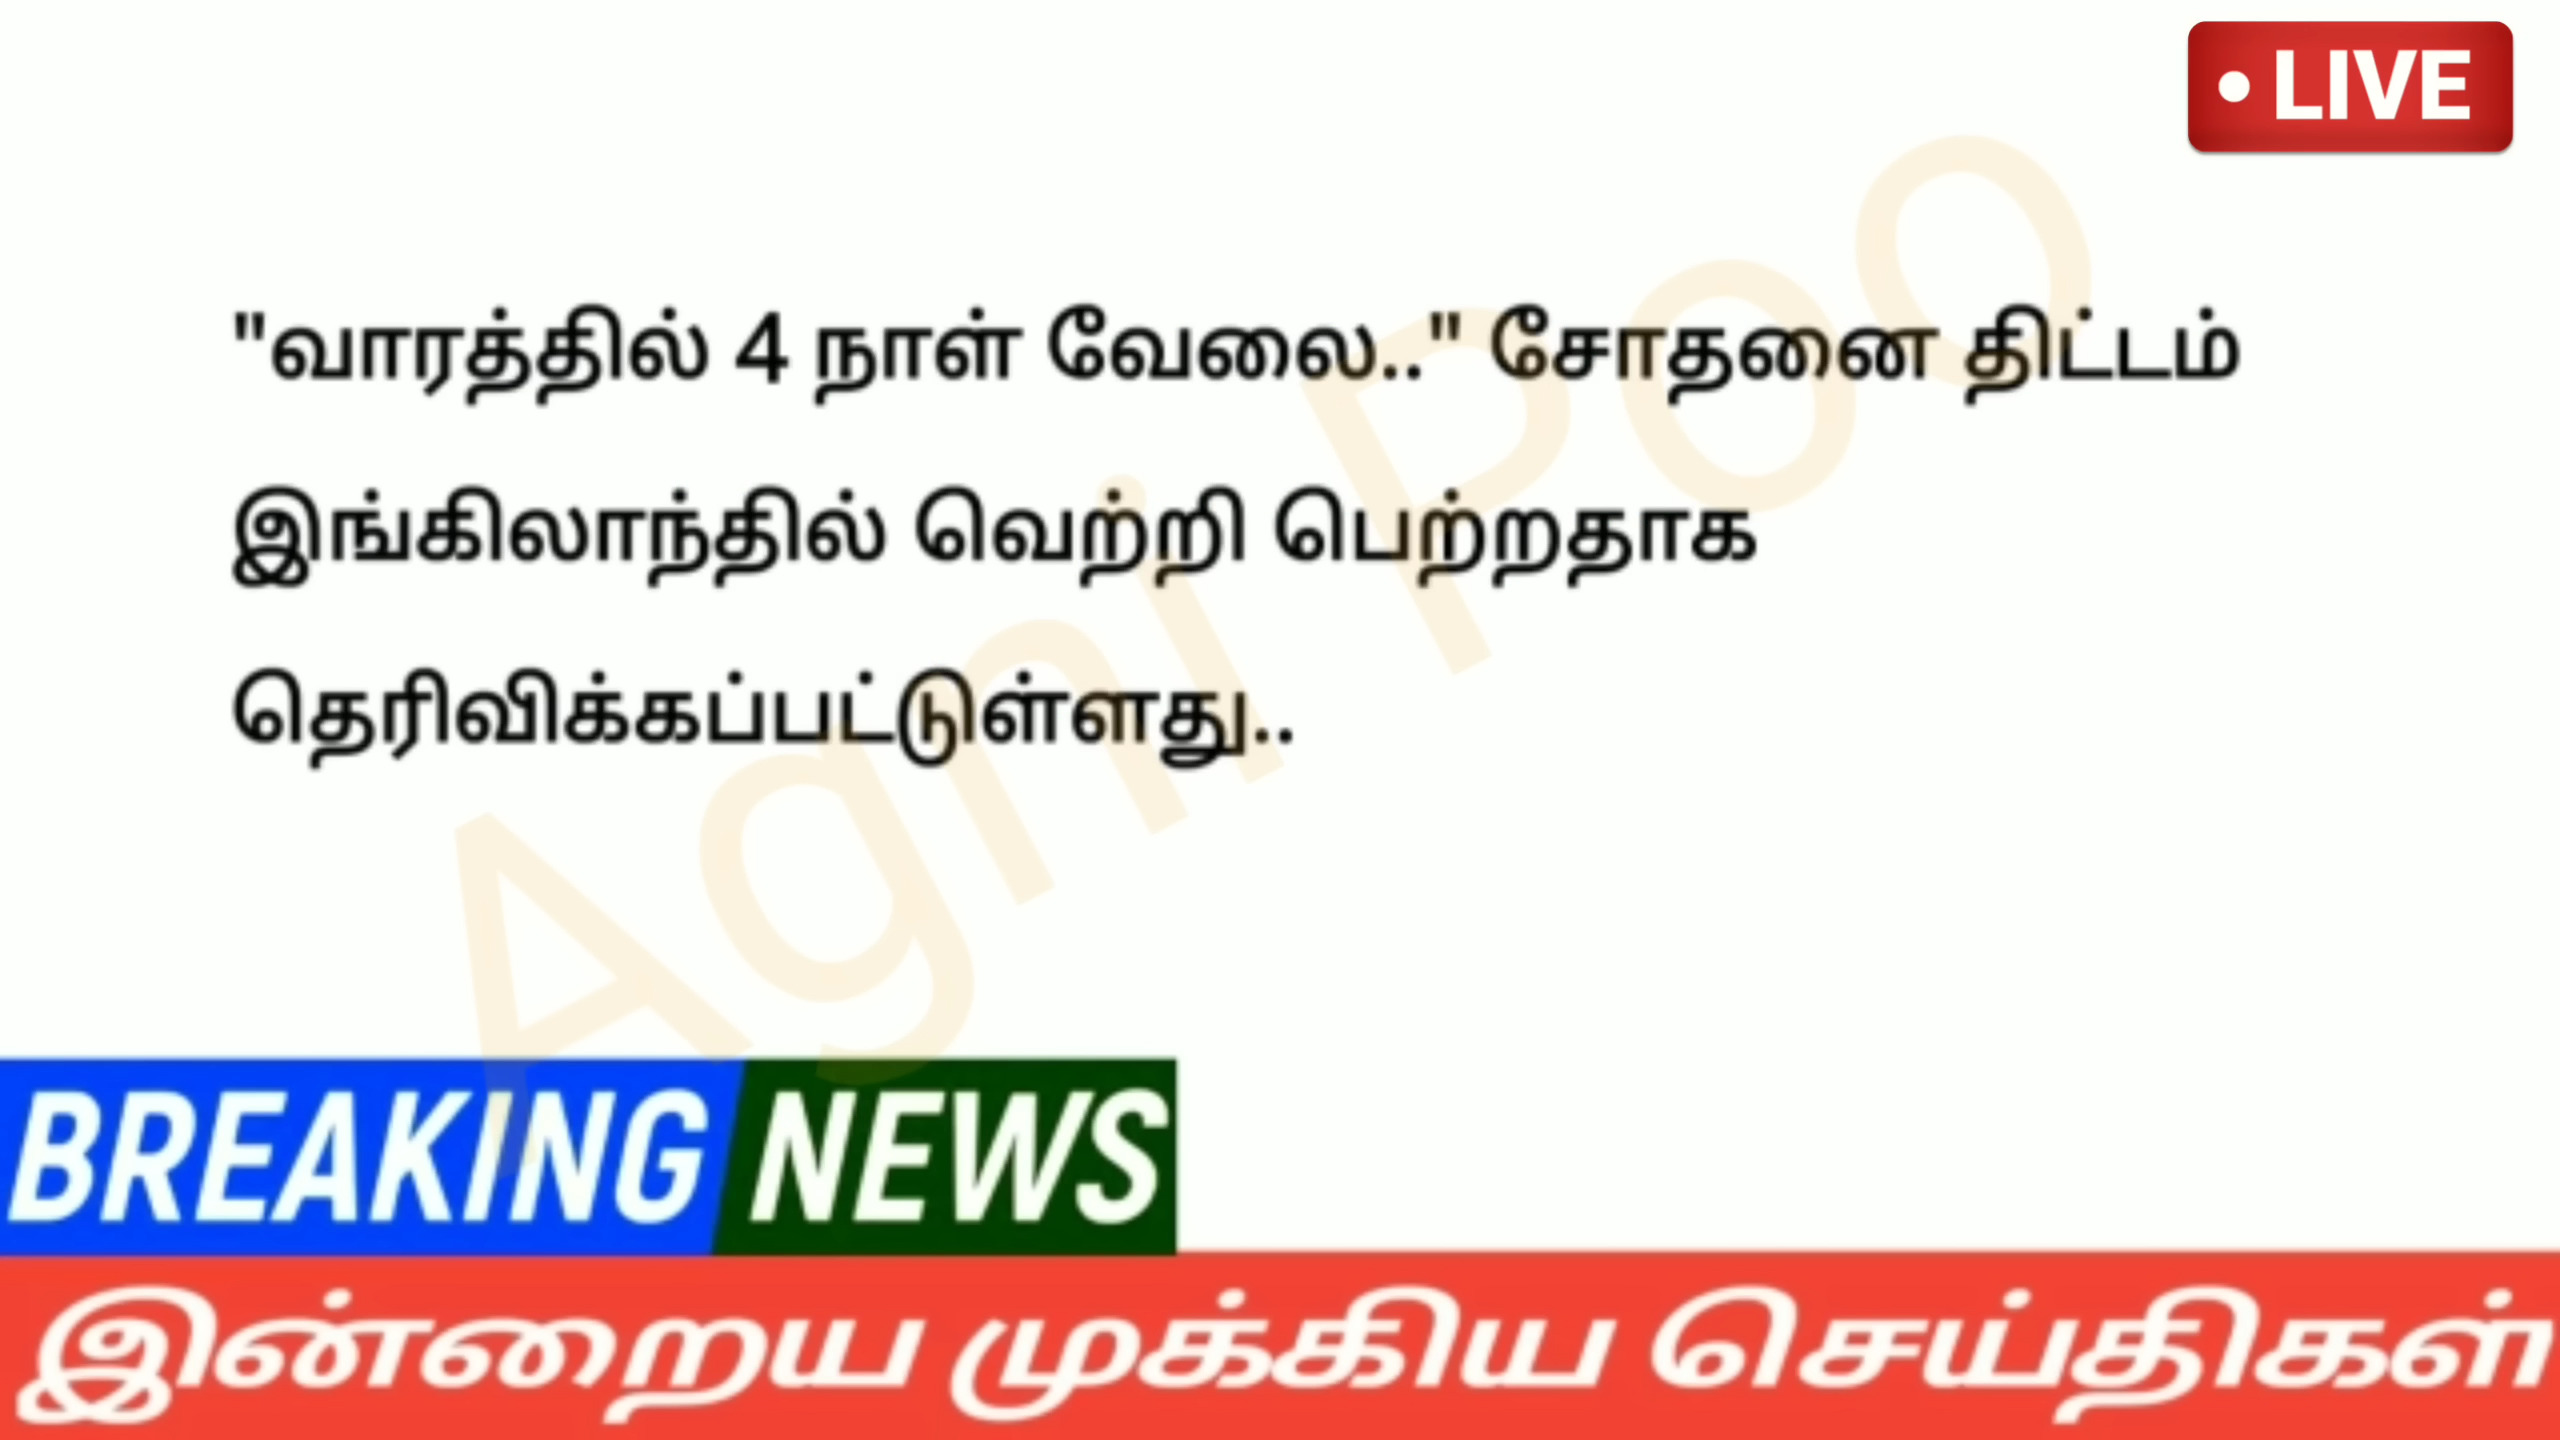 • LIVE
"வாரத்தில் 4 நாள் வேலை.." சோதனை திட்டம்
இங்கிலாந்தில் வெற்றி பெற்றதாக
தெரிவிக்கப்பட்டுள்ளது..
Agni Poo
BREAKING NEWS
இன்றைய முக்கிய செய்திகள்